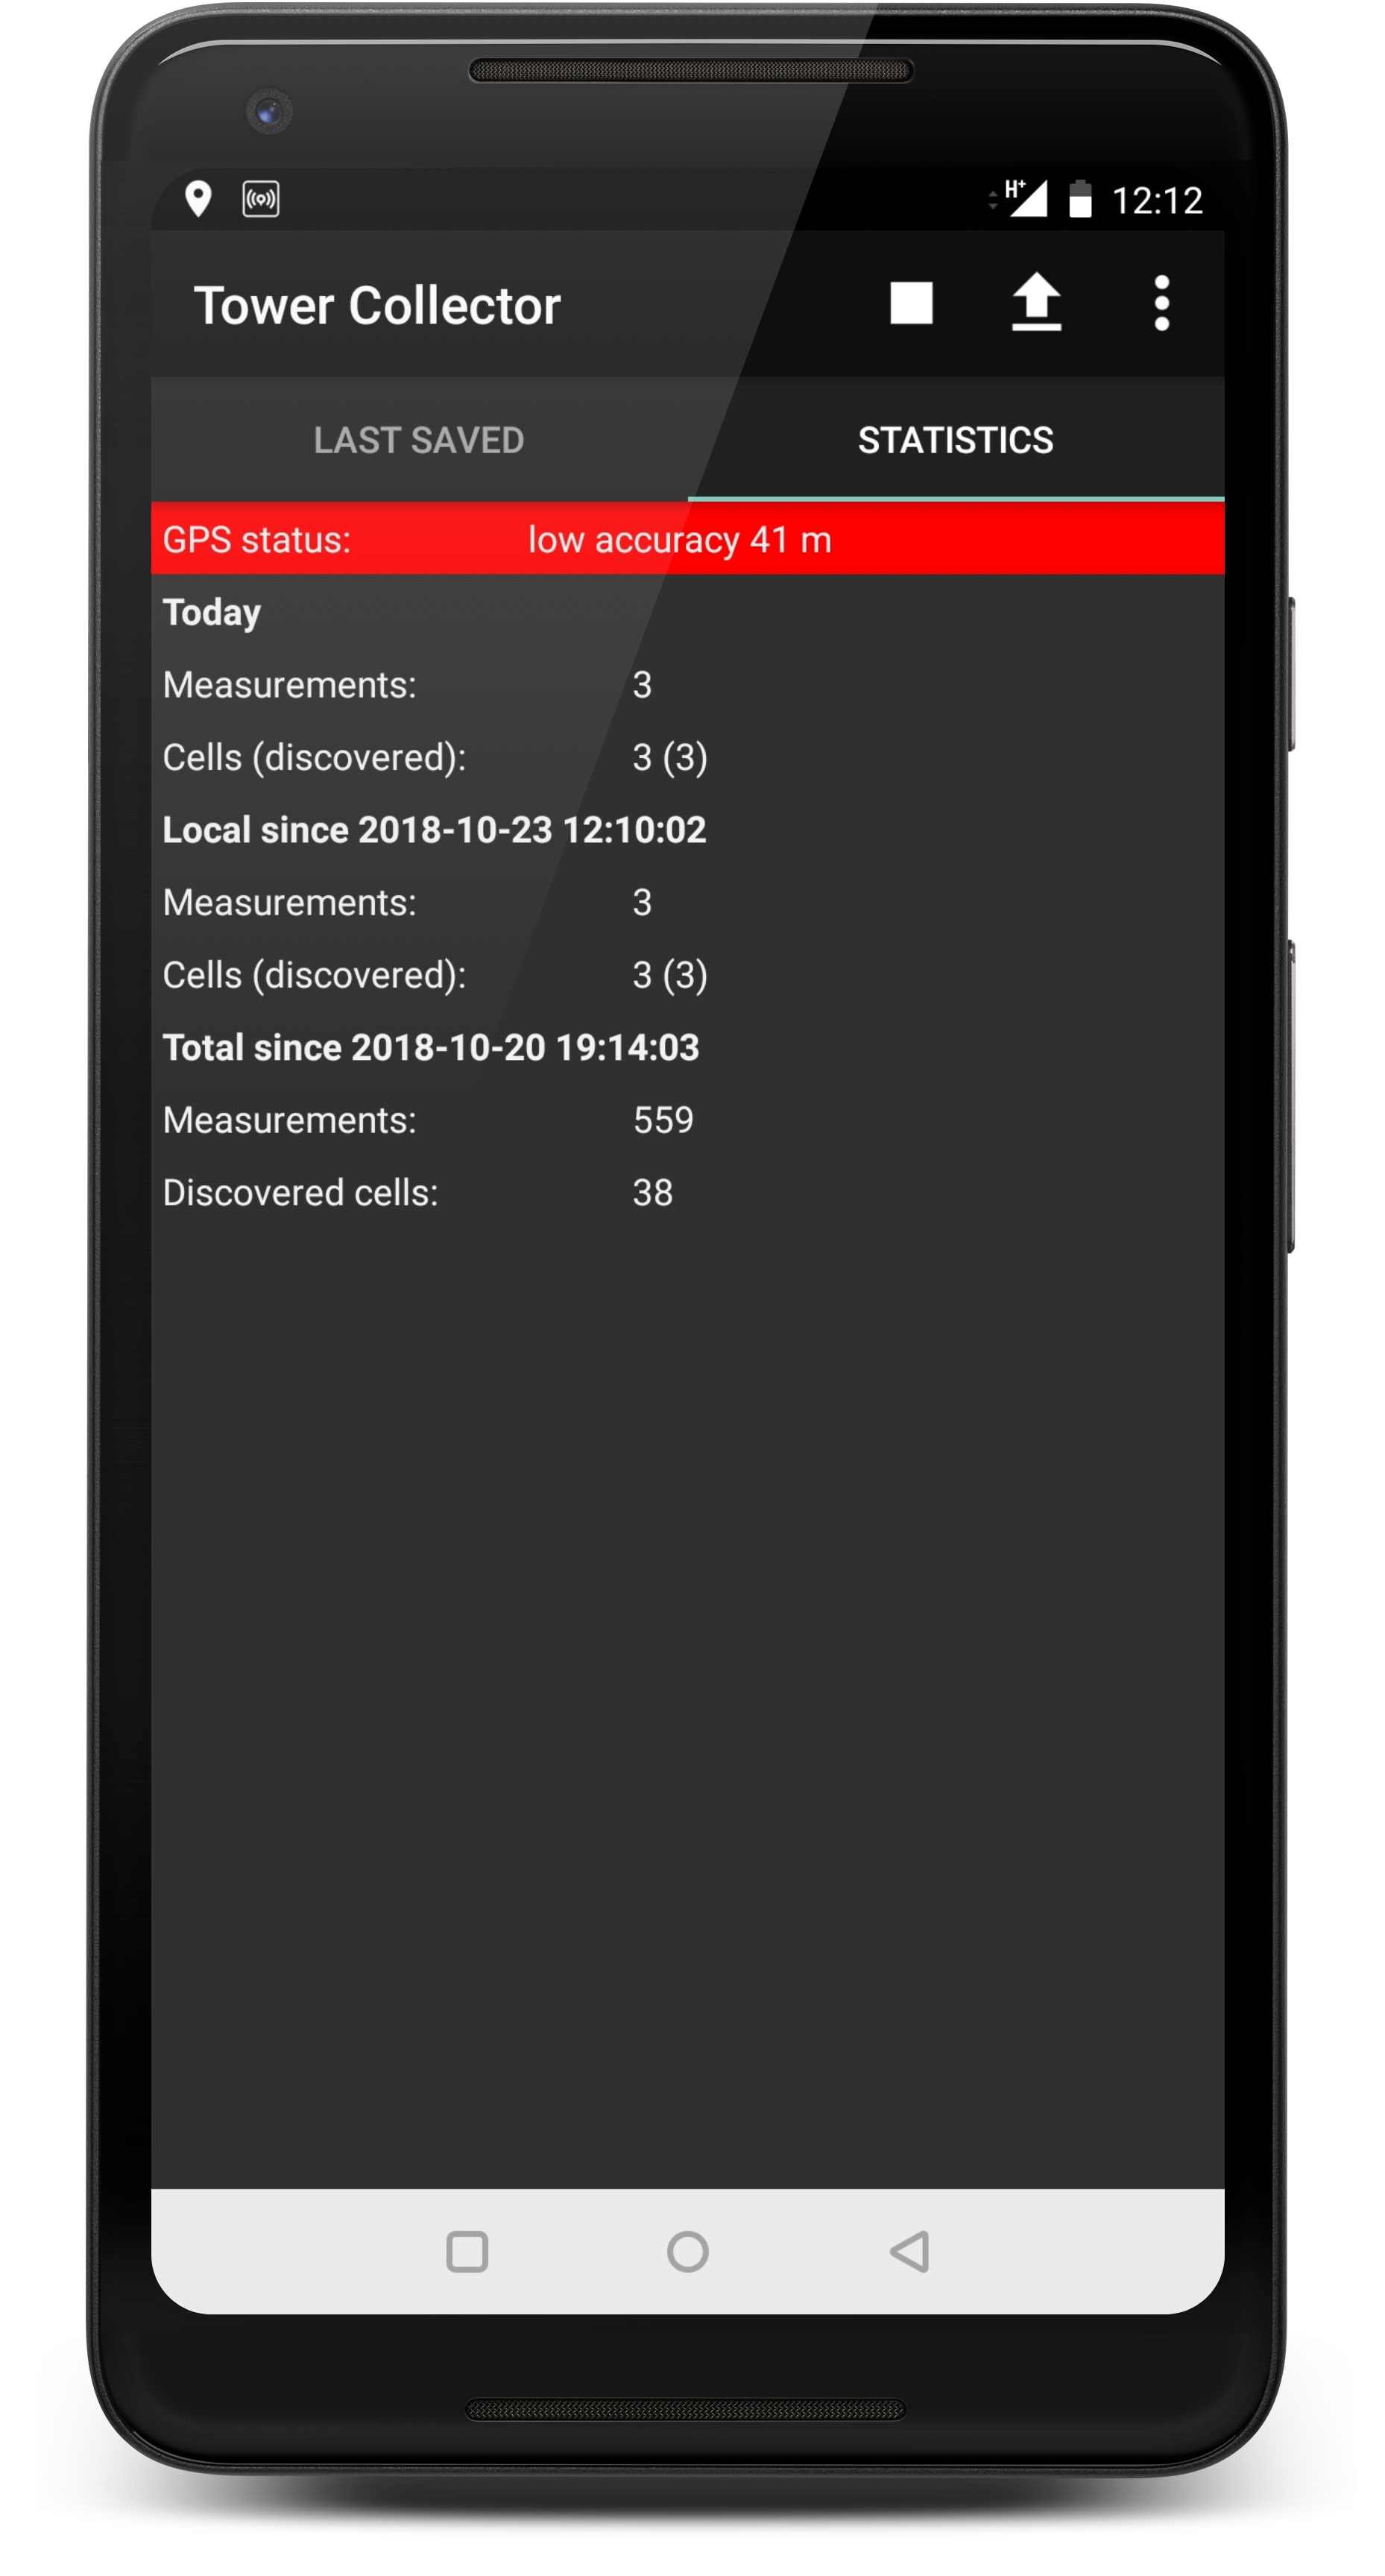 H+ 12:12
Tower Collector
LAST SAVED STATISTICS
GPS status: low accuracy 41 m
Today
Measurements: 3
Cells (discovered): 3 (3)
Local since 2018-10-23 12:10:02
Measurements: 3
Cells (discovered): 3 (3)
Total since 2018-10-20 19:14:03
Measurements: 559
Discovered cells: 38